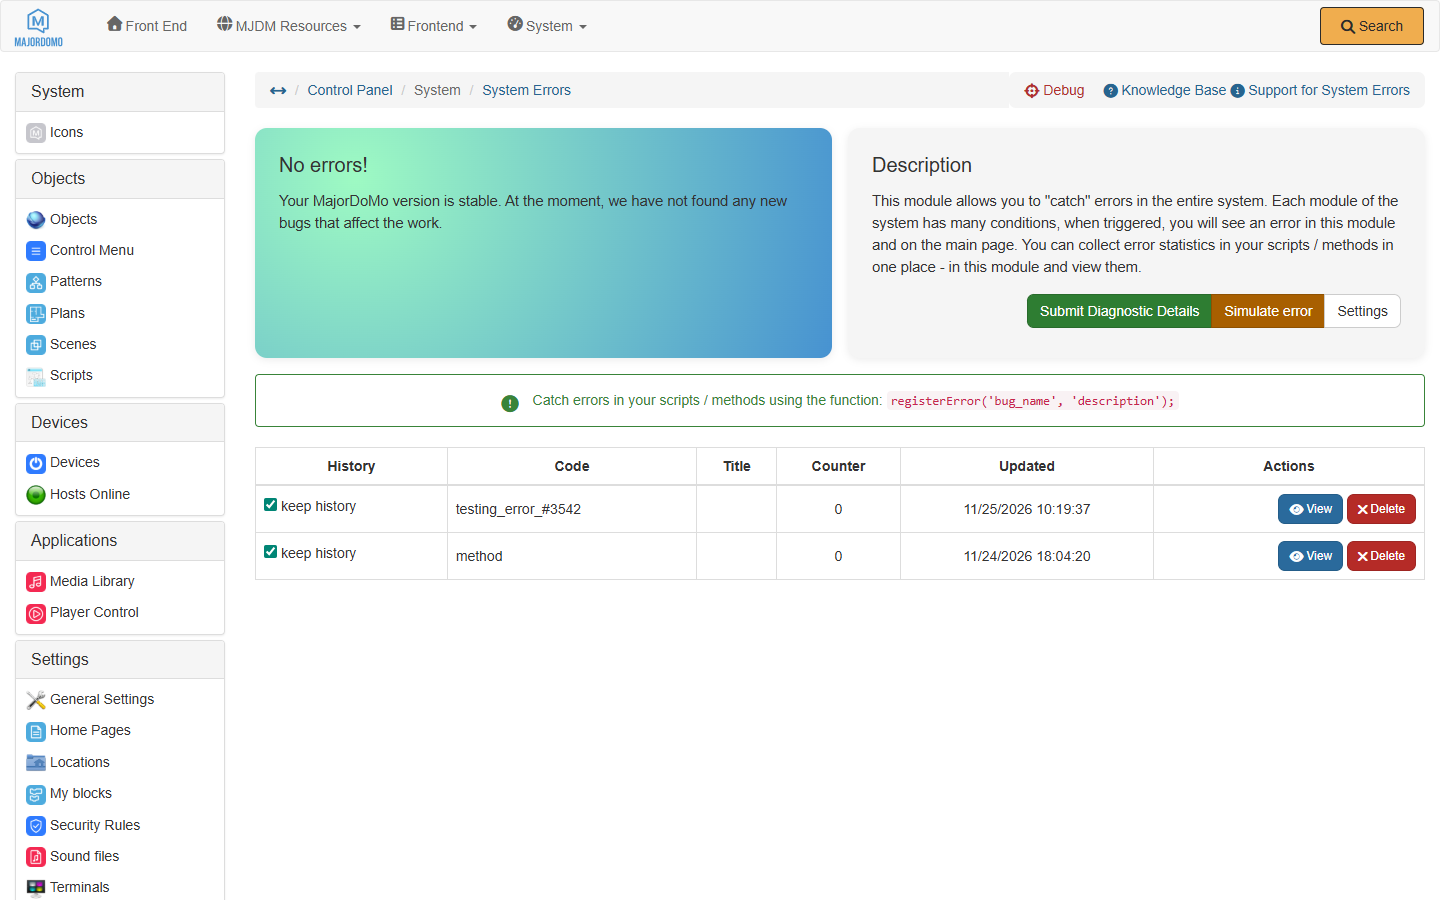 MAJORDOMO
Front End
MJDM Resources
Frontend
System
Search
System
Icons
Objects
Objects
Control Menu
Patterns
Plans
Scenes
Scripts
Devices
Devices
Hosts Online
Applications
Media Library
Player Control
Settings
General Settings
Home Pages
Locations
My blocks
Security Rules
Sound files
Terminals
/ Control Panel / System / System Errors
Debug
Knowledge Base
Support for System Errors
No errors!
Your MajorDoMo version is stable. At the moment, we have not found any new
bugs that affect the work.
Description
This module allows you to "catch" errors in the entire system. Each module of the
system has many conditions, when triggered, you will see an error in this module
and on the main page. You can collect error statistics in your scripts / methods in
one place - in this module and view them.
Submit Diagnostic Details
Simulate error
Settings
Catch errors in your scripts / methods using the function: registerError('bug_name', 'description');
History Code Title Counter Updated Actions
keep history testing_error_#3542 0 11/25/2026 10:19:37 View Delete
keep history method 0 11/24/2026 18:04:20 View Delete